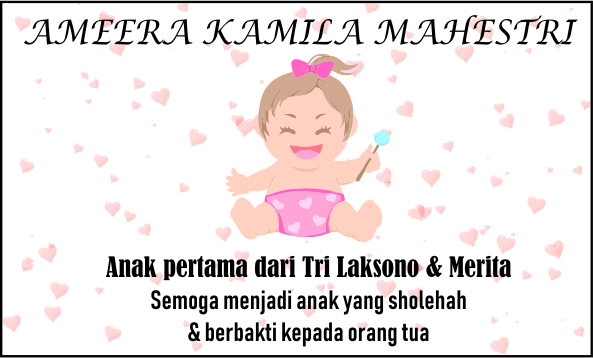 AMEERA KAMILA MAHESTRI
Anak pertama dari Tri Laksono & Merita
Semoga menjadi anak yang sholehah
& berbakti kepada orang tua